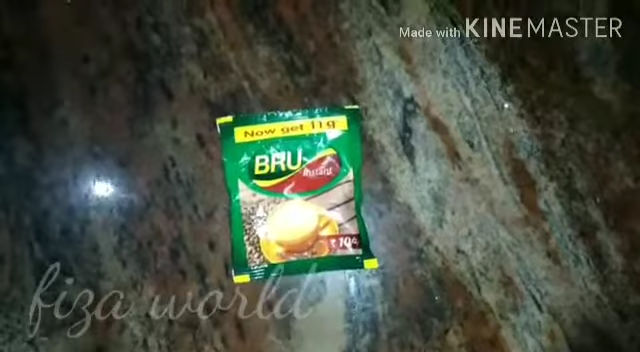 Made with KINEMASTER
Now get 11g
BRU
Instant
₹ 10/-
fiza world